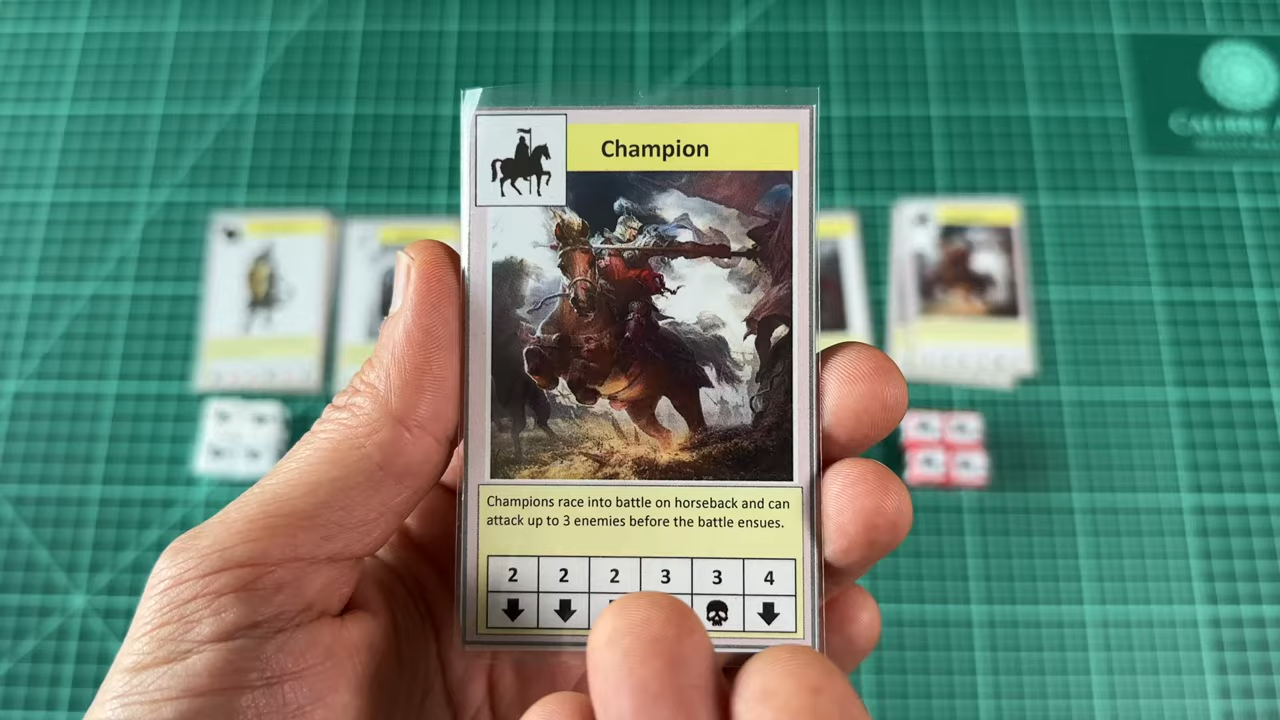 Champion
Champions race into battle on horseback and can
attack up to 3 enemies before the battle ensues.
2 2 2 3 3 4